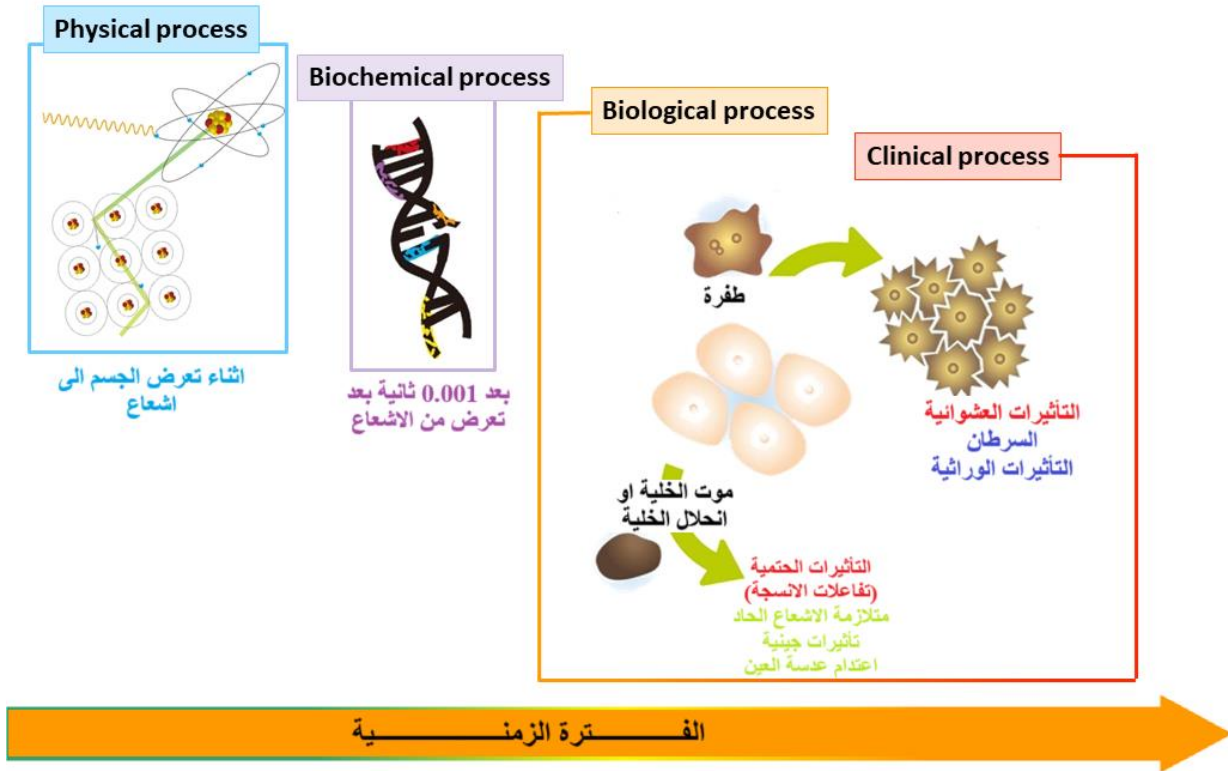 Physical process
اثناء تعرض الجسم الى
اشعاع
Biochemical process
بعد 0.001 ثانية بعد
تعرض من الاشعاع
Biological process
Clinical process
طفرة
التأثيرات العشوائية
السرطان
التأثيرات الوراثية
موت الخلية او
انحلال الخلية
التأثيرات الحتمية
(تفاعلات الانسجة)
متلازمة الاشعاع الحاد
تأثيرات جينية
اعتدام عدسة العين
الفــــــــــترة الزمنــــــــــــــــــــية